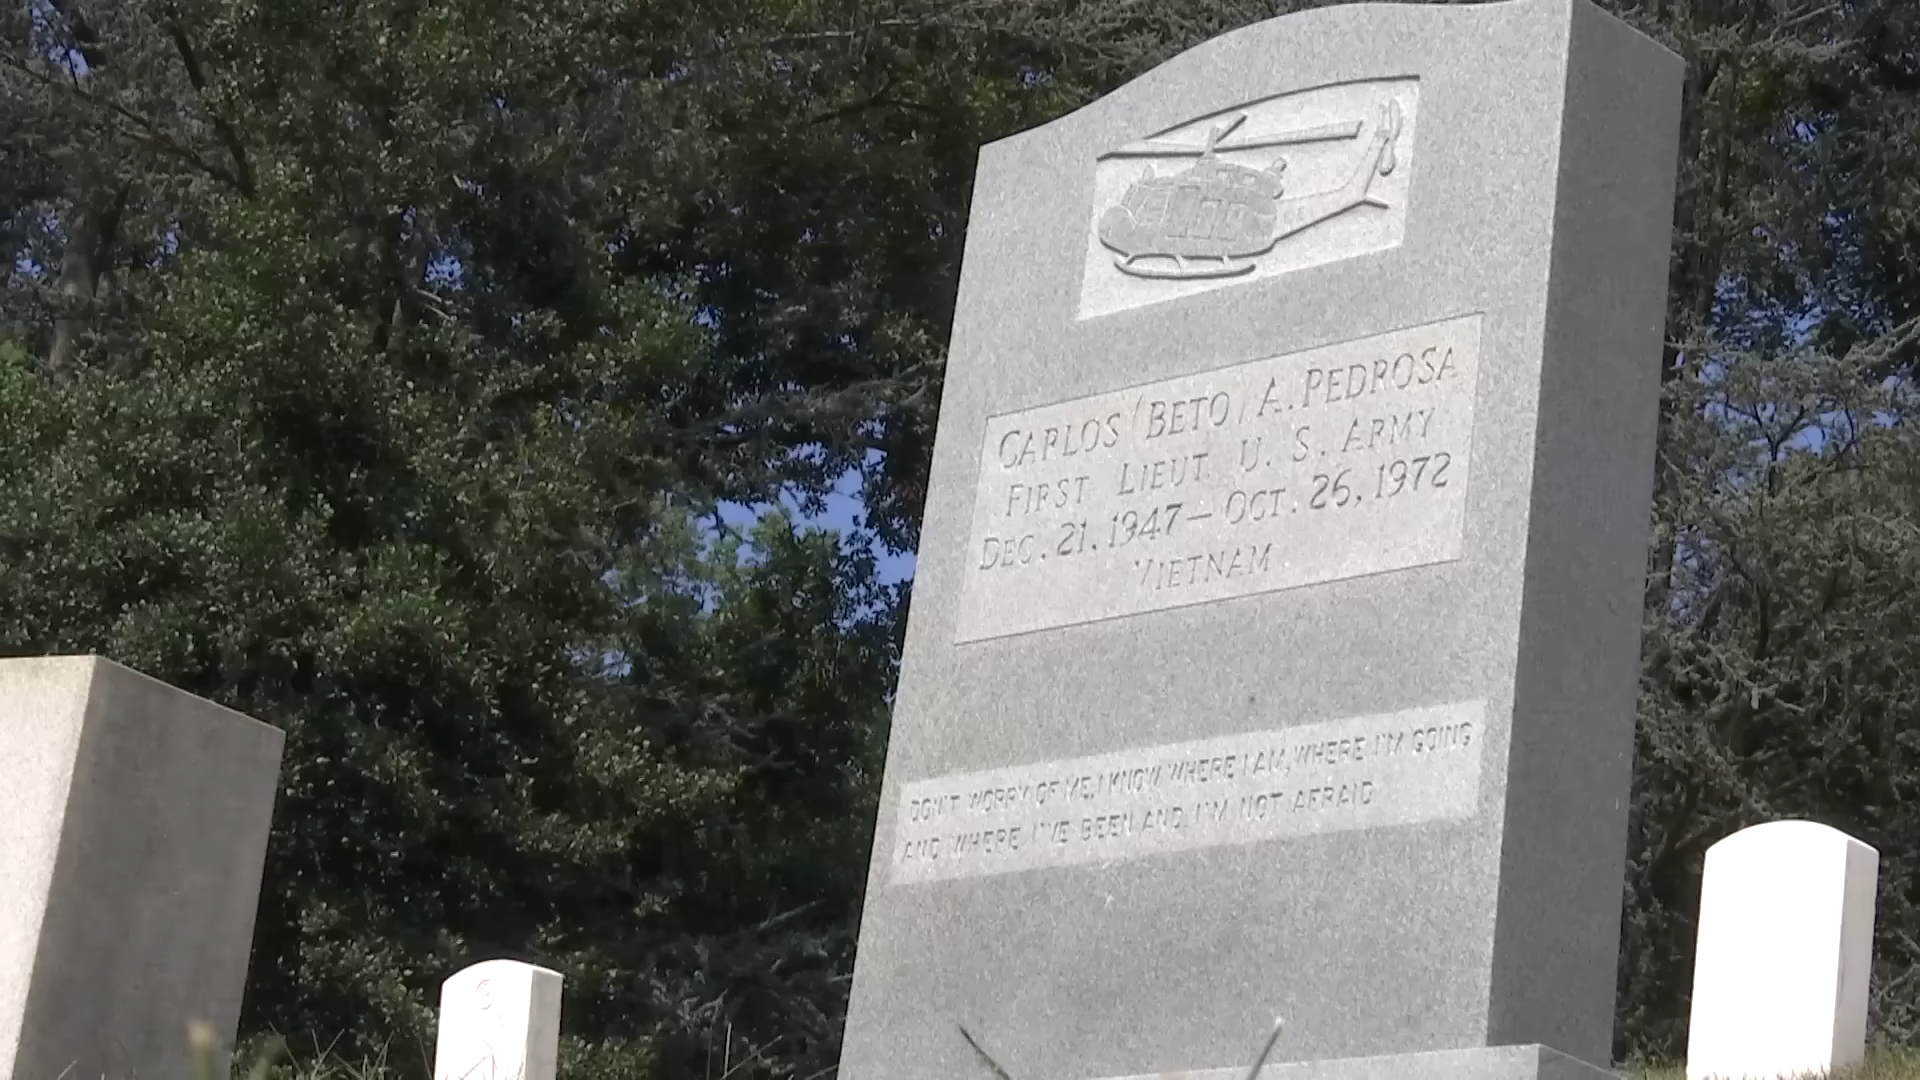 CARLOS (BETO) A. PEDROSA
FIRST LIEUT. U. S. ARMY
DEC. 21. 1947 – OCT. 26, 1972
VIETNAM
DON'T WORRY OF ME, I KNOW WHERE I AM, WHERE I'M GOING
AND WHERE I'VE BEEN AND I'M NOT AFRAID